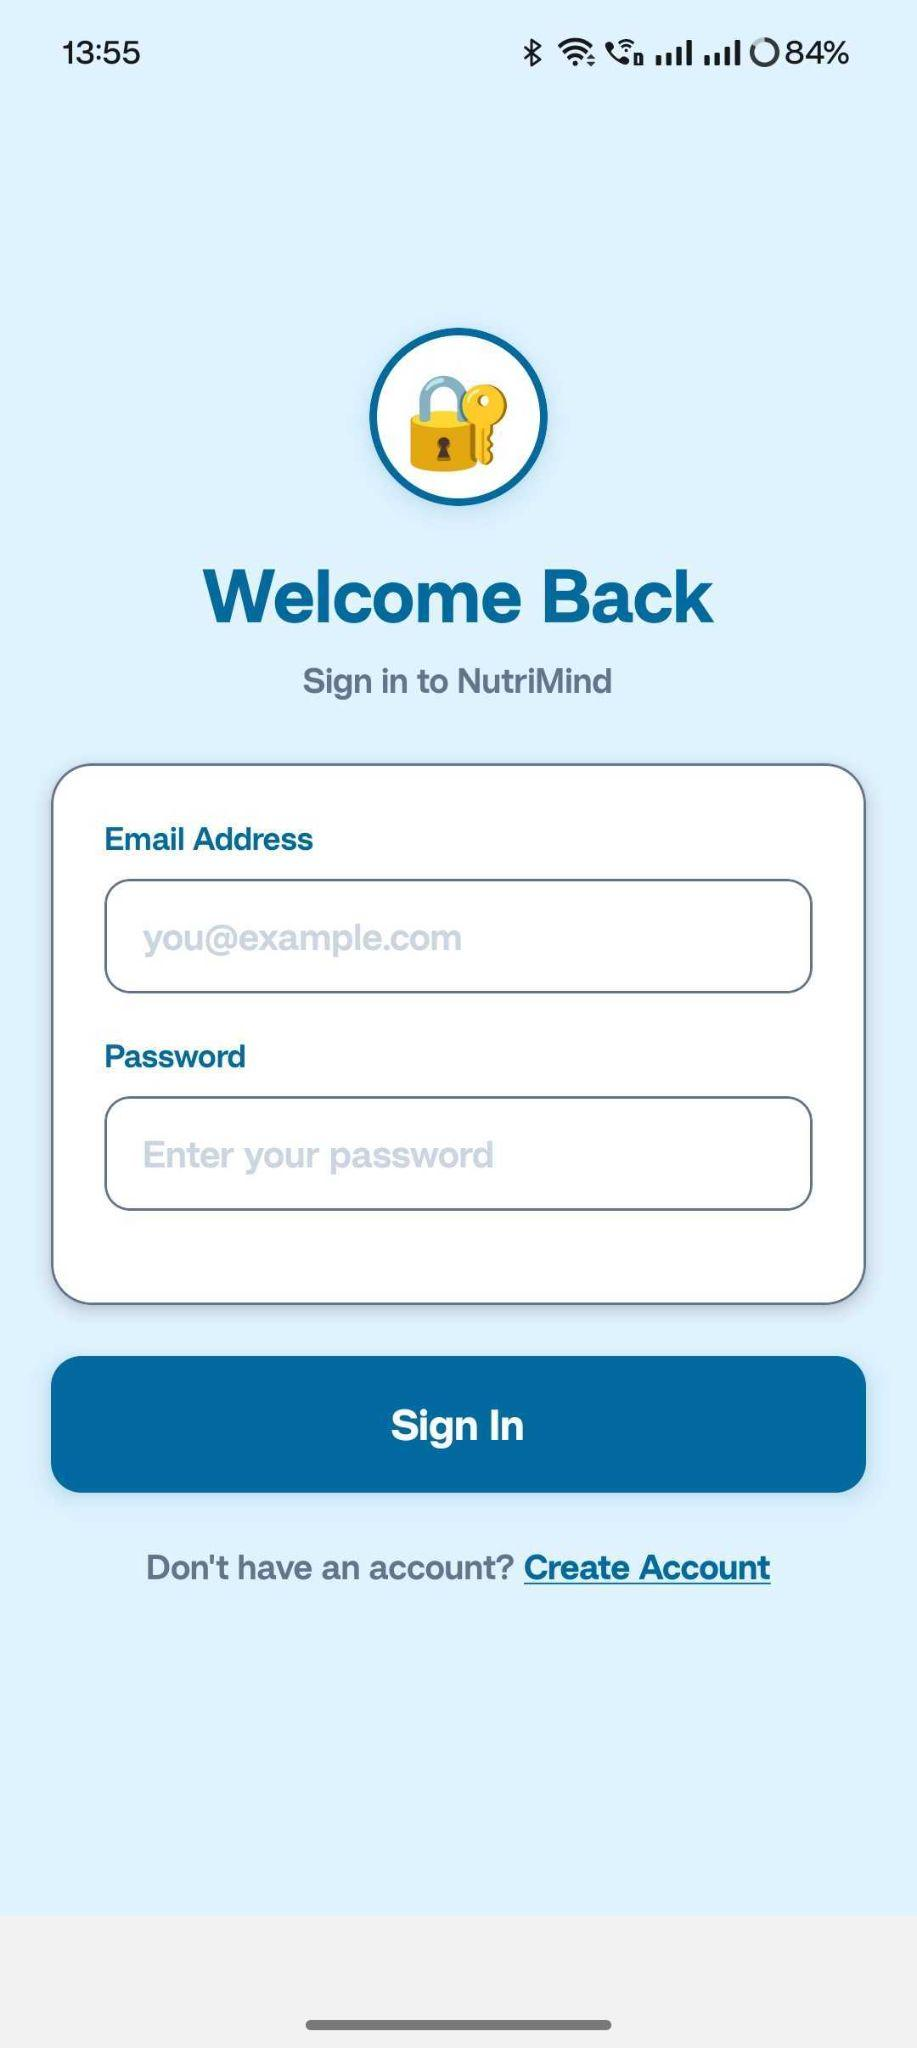 13:55
84%
Welcome Back
Sign in to NutriMind
Email Address
you@example.com
Password
Enter your password
Sign In
Don't have an account? Create Account